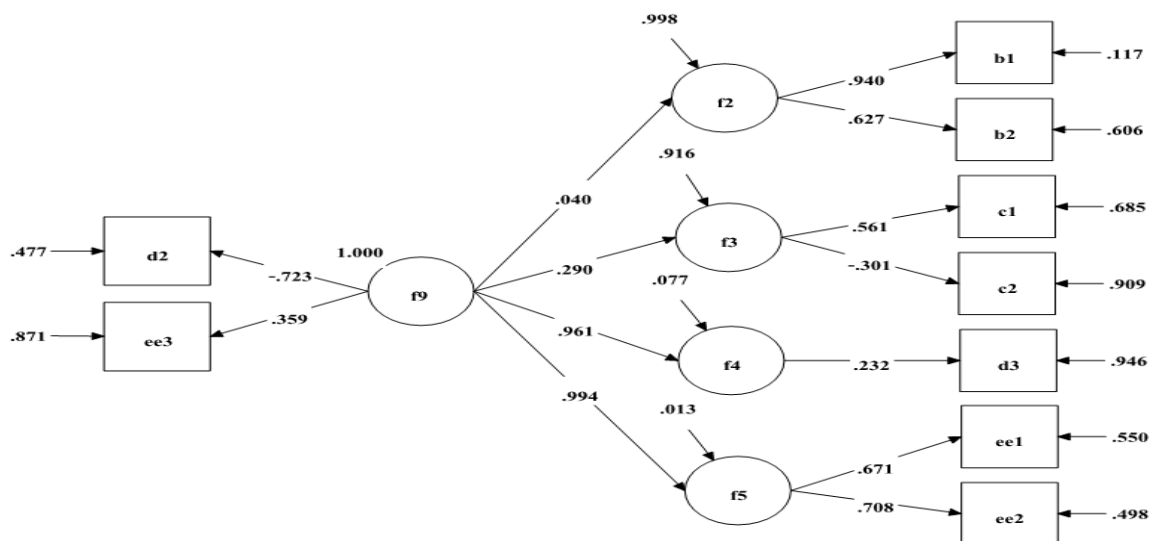 .998
b1
.117
.940
f2
.627
b2
.606
.916
.040
c1
.685
.561
f3
d2
.477
1.000
-.723
.290
-.301
c2
.909
.077
f9
.359
.961
ee3
.871
f4
.232
d3
.946
.994
.013
ee1
.550
.671
f5
.708
ee2
.498